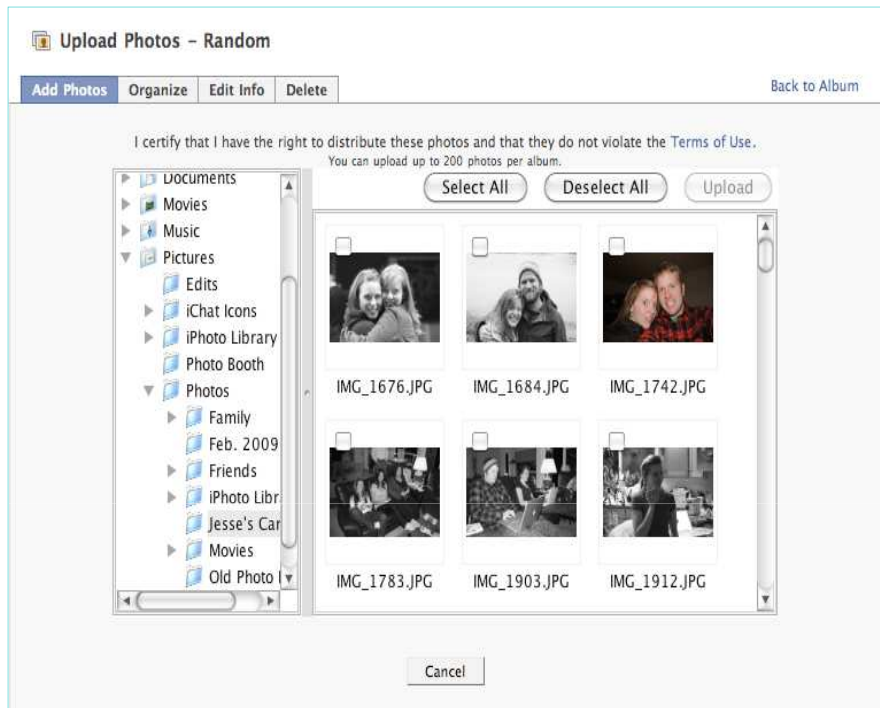 Upload Photos – Random
Add Photos Organize Edit Info Delete Back to Album
I certify that I have the right to distribute these photos and that they do not violate the Terms of Use.
You can upload up to 200 photos per album.
Select All Deselect All Upload
Documents
Movies
Music
Pictures
Edits
iChat Icons
iPhoto Library
Photo Booth
Photos
Family
Feb. 2009
Friends
iPhoto Libr
Jesse's Car
Movies
Old Photo
IMG_1676.JPG IMG_1684.JPG IMG_1742.JPG
IMG_1783.JPG IMG_1903.JPG IMG_1912.JPG
Cancel